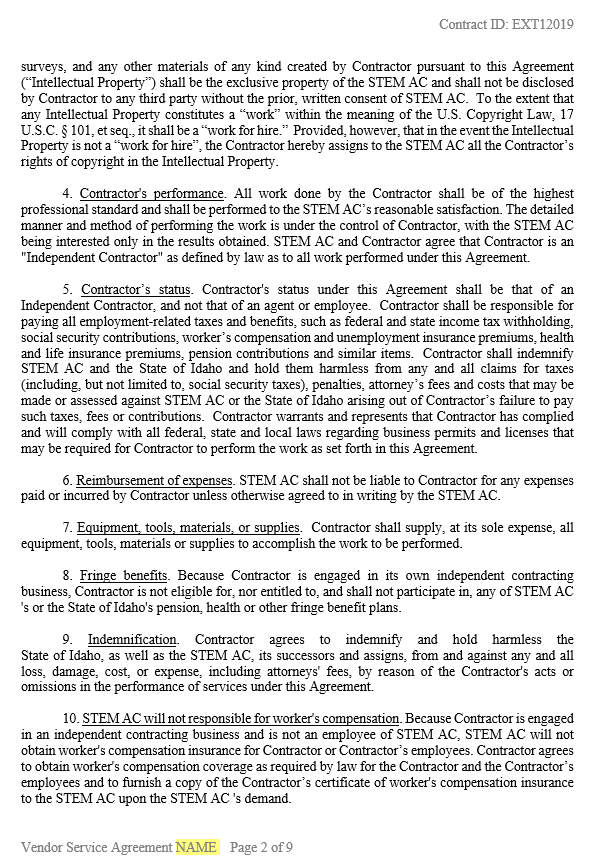 Contract ID: EXT12019
surveys, and any other materials of any kind created by Contractor pursuant to this Agreement
(“Intellectual Property”) shall be the exclusive property of the STEM AC and shall not be disclosed
by Contractor to any third party without the prior, written consent of STEM AC.  To the extent that
any Intellectual Property constitutes a “work” within the meaning of the U.S. Copyright Law, 17
U.S.C. § 101, et seq., it shall be a “work for hire.”  Provided, however, that in the event the Intellectual
Property is not a “work for hire”, the Contractor hereby assigns to the STEM AC all the Contractor’s
rights of copyright in the Intellectual Property.
4. Contractor's performance. All work done by the Contractor shall be of the highest
professional standard and shall be performed to the STEM AC’s reasonable satisfaction. The detailed
manner and method of performing the work is under the control of Contractor, with the STEM AC
being interested only in the results obtained. STEM AC and Contractor agree that Contractor is an
"Independent Contractor" as defined by law as to all work performed under this Agreement.
5. Contractor’s status. Contractor's status under this Agreement shall be that of an
Independent Contractor, and not that of an agent or employee.  Contractor shall be responsible for
paying all employment-related taxes and benefits, such as federal and state income tax withholding,
social security contributions, worker’s compensation and unemployment insurance premiums, health
and life insurance premiums, pension contributions and similar items.  Contractor shall indemnify
STEM AC and the State of Idaho and hold them harmless from any and all claims for taxes
(including, but not limited to, social security taxes), penalties, attorney’s fees and costs that may be
made or assessed against STEM AC or the State of Idaho arising out of Contractor’s failure to pay
such taxes, fees or contributions.  Contractor warrants and represents that Contractor has complied
and will comply with all federal, state and local laws regarding business permits and licenses that
may be required for Contractor to perform the work as set forth in this Agreement.
6. Reimbursement of expenses. STEM AC shall not be liable to Contractor for any expenses
paid or incurred by Contractor unless otherwise agreed to in writing by the STEM AC.
7. Equipment, tools, materials, or supplies.  Contractor shall supply, at its sole expense, all
equipment, tools, materials or supplies to accomplish the work to be performed.
8. Fringe benefits. Because Contractor is engaged in its own independent contracting
business, Contractor is not eligible for, nor entitled to, and shall not participate in, any of STEM AC
's or the State of Idaho's pension, health or other fringe benefit plans.
9. Indemnification. Contractor agrees to indemnify and hold harmless the
State of Idaho, as well as the STEM AC, its successors and assigns, from and against any and all
loss, damage, cost, or expense, including attorneys' fees, by reason of the Contractor's acts or
omissions in the performance of services under this Agreement.
10. STEM AC will not responsible for worker's compensation. Because Contractor is engaged
in an independent contracting business and is not an employee of STEM AC, STEM AC will not
obtain worker's compensation insurance for Contractor or Contractor’s employees. Contractor agrees
to obtain worker's compensation coverage as required by law for the Contractor and the Contractor’s
employees and to furnish a copy of the Contractor’s certificate of worker's compensation insurance
to the STEM AC upon the STEM AC 's demand.
Vendor Service Agreement NAME   Page 2 of 9